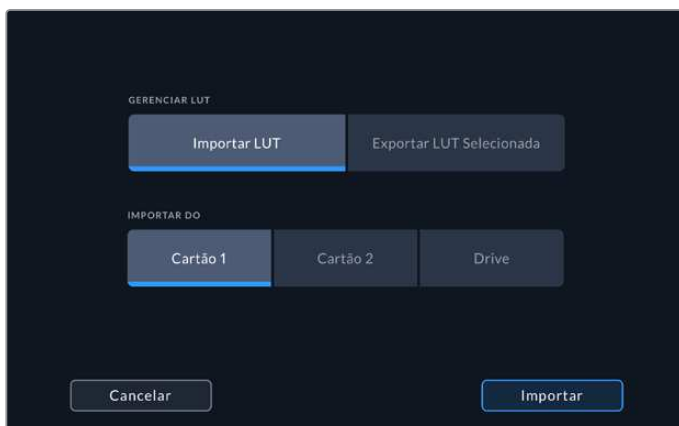 GERENCIAR LUT
Importar LUT
Exportar LUT Selecionada
IMPORTAR DO
Cartão 1
Cartão 2
Drive
Cancelar
Importar